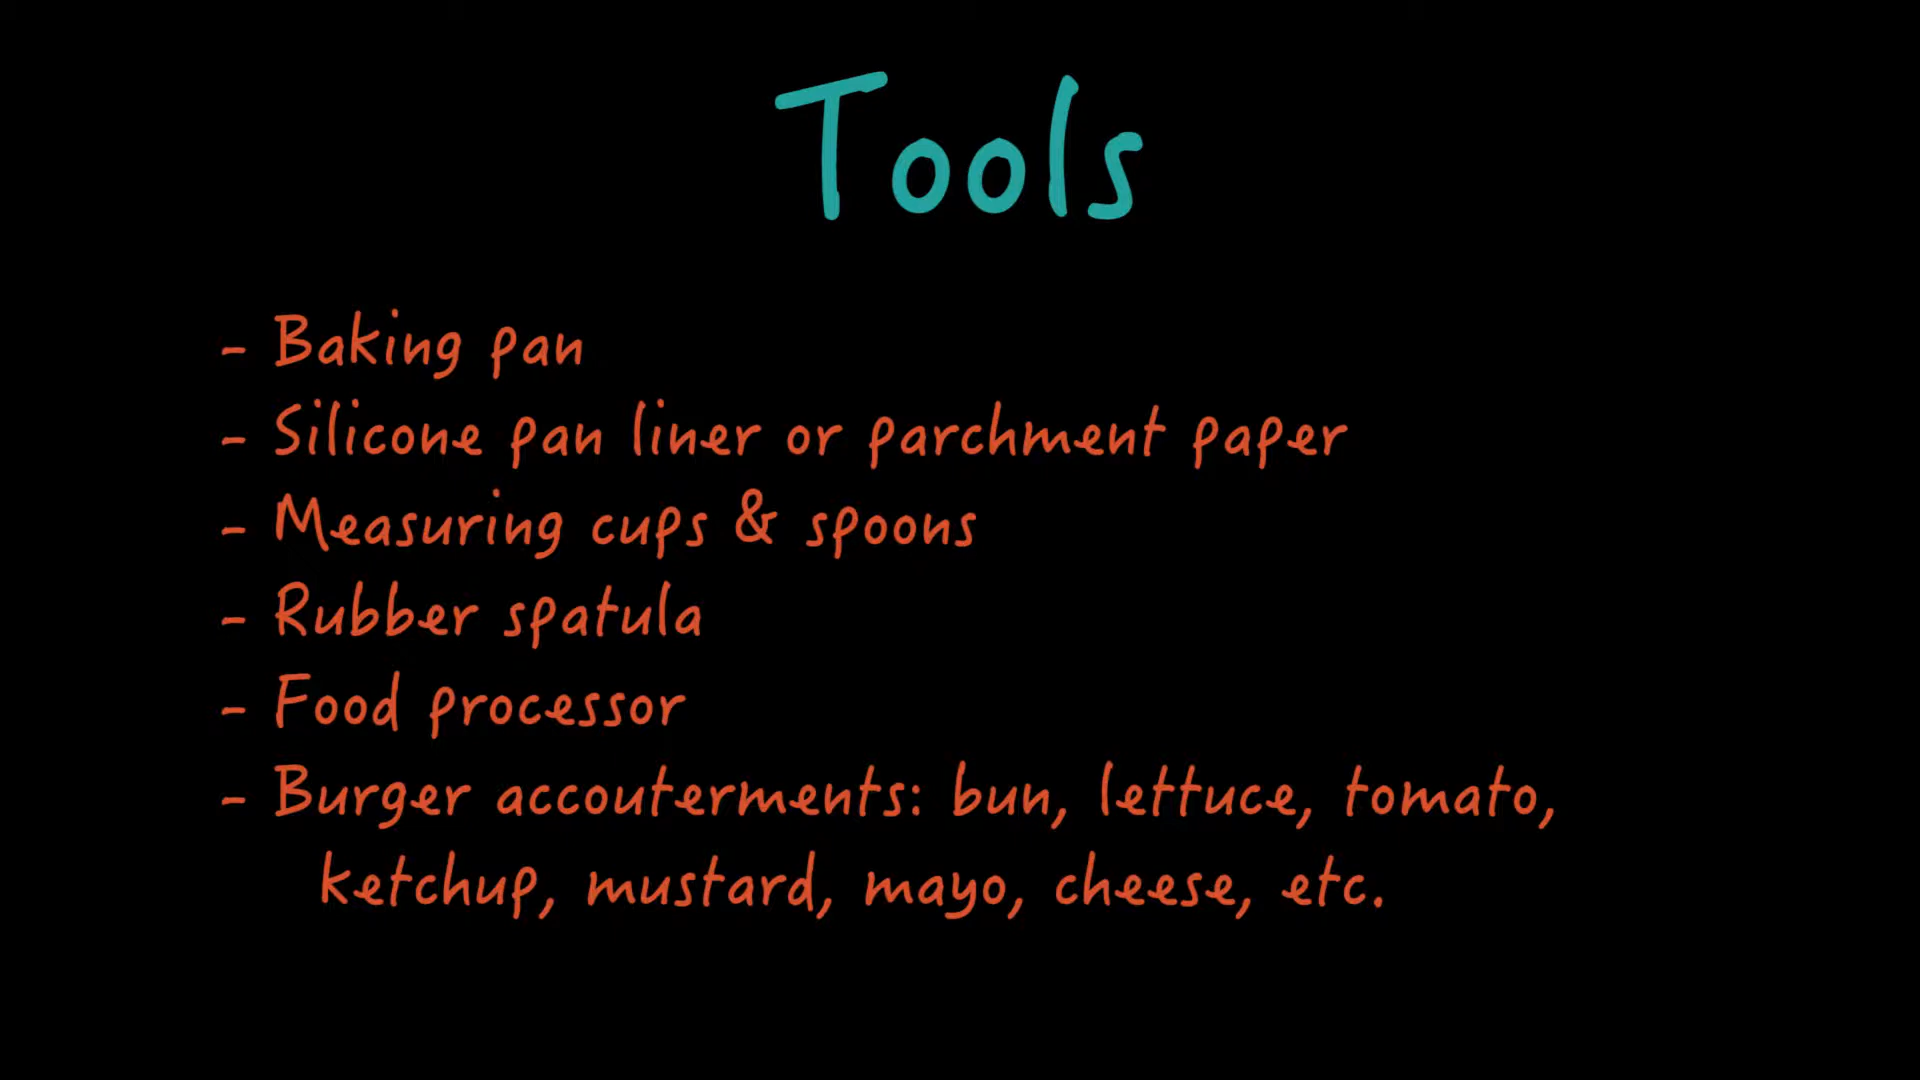 Tools
- Baking pan
- Silicone pan liner or parchment paper
- Measuring cups & spoons
- Rubber spatula
- Food processor
- Burger accouterments: bun, lettuce, tomato,
ketchup, mustard, mayo, cheese, etc.